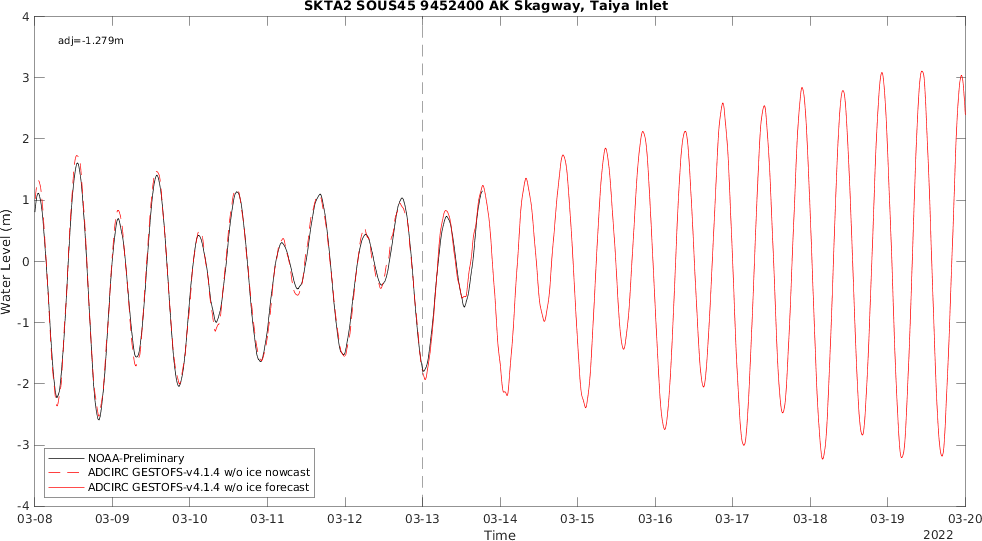 SKTA2 SOUS45 9452400 AK Skagway, Taiya Inlet
adj=-1.279m
4
3
2
1
0
-1
-2
-3
-4
Water Level (m)
NOAA-Preliminary
ADCIRC GESTOFS-v4.1.4 w/o ice nowcast
ADCIRC GESTOFS-v4.1.4 w/o ice forecast
03-08 03-09 03-10 03-11 03-12 03-13 03-14 03-15 03-16 03-17 03-18 03-19 03-20
Time
2022